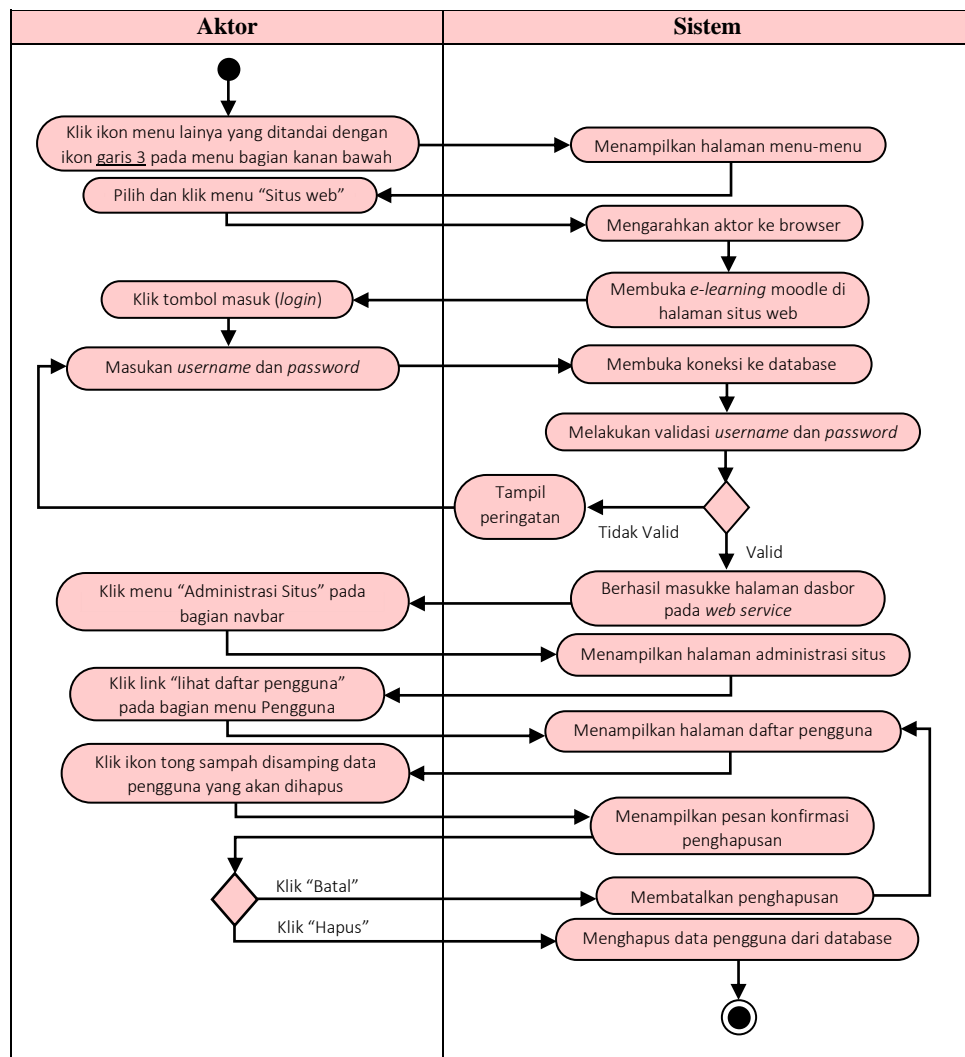 Aktor
Sistem
Klik ikon menu lainya yang ditandai dengan
ikon garis 3 pada menu bagian kanan bawah
Menampilkan halaman menu-menu
Pilih dan klik menu “Situs web”
Mengarahkan aktor ke browser
Membuka e-learning moodle di
halaman situs web
Klik tombol masuk (login)
Masukan username dan password
Membuka koneksi ke database
Melakukan validasi username dan password
Tampil
peringatan
Tidak Valid
Valid
Berhasil masukke halaman dasbor
pada web service
Klik menu “Administrasi Situs” pada
bagian navbar
Menampilkan halaman administrasi situs
Klik link “lihat daftar pengguna”
pada bagian menu Pengguna
Menampilkan halaman daftar pengguna
Klik ikon tong sampah disamping data
pengguna yang akan dihapus
Menampilkan pesan konfirmasi
penghapusan
Klik “Batal”
Membatalkan penghapusan
Klik “Hapus”
Menghapus data pengguna dari database